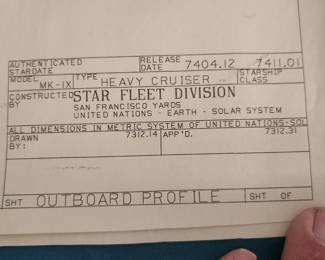 AUTHENTICATED STARDATE RELEASE DATE 7404.12 7411.01
MODEL MK-IX TYPE HEAVY CRUISER STARSHIP CLASS
CONSTRUCTED BY STAR FLEET DIVISION
SAN FRANCISCO YARDS
UNITED NATIONS - EARTH - SOLAR SYSTEM
ALL DIMENSIONS IN METRIC SYSTEM OF UNITED NATIONS-SOL
DRAWN BY: 7312.14 APP'D. 7312.31
SHT OUTBOARD PROFILE SHT OF